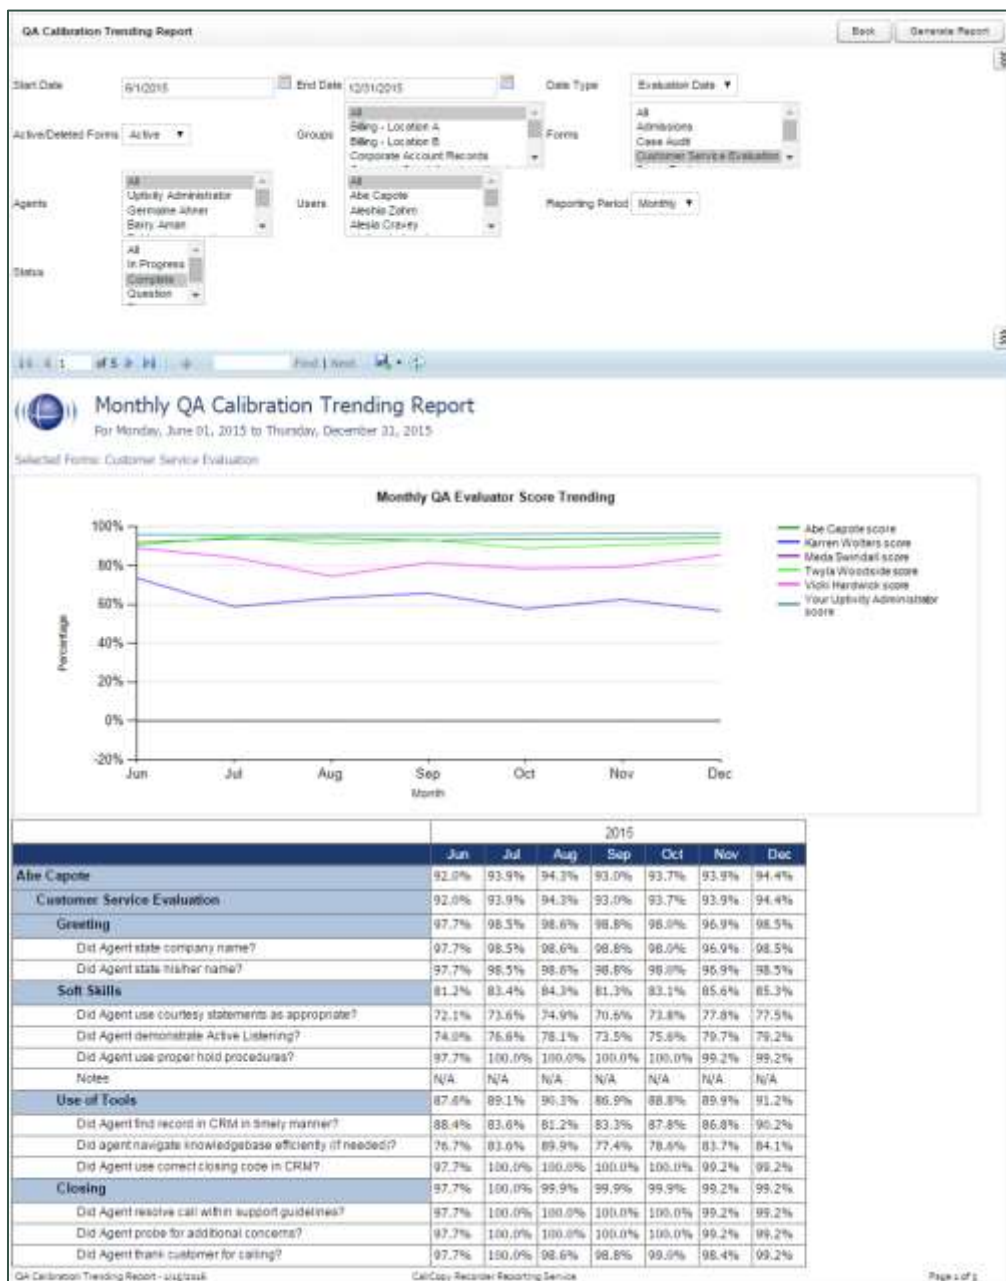 QA Calibration Trending Report
Back Generate Report
Start Date 6/1/2015 End Date 12/31/2015 Date Type Evaluation Date
Active/Deleted Forms Active Groups All Billing - Location A Billing - Location B Corporate Account Records Forms All Admissions Case Audit Customer Service Evaluation
Agents All Uptivity Administrator Germaine Ahner Barry Aman Users All Abe Capote Aleshia Zahm Alesia Cravey Reporting Period Monthly
Status All In Progress Complete Question
1 of 5 Find | Next
Monthly QA Calibration Trending Report
For Monday, June 01, 2015 to Thursday, December 31, 2015
Selected Forms: Customer Service Evaluation
Monthly QA Evaluator Score Trending
100%
80%
60%
40%
20%
0%
-20%
Percentage
Jun Jul Aug Sep Oct Nov Dec
Month
Abe Capote score
Karren Wolters score
Meda Swindall score
Twyla Woodside score
Vicki Hardwick score
Your Uptivity Administrator
score
2015
Jun Jul Aug Sep Oct Nov Dec
Abe Capote 92.0% 93.9% 94.3% 93.0% 93.7% 93.9% 94.4%
Customer Service Evaluation 92.0% 93.9% 94.3% 93.0% 93.7% 93.9% 94.4%
Greeting 97.7% 98.5% 98.6% 98.8% 98.0% 96.9% 98.5%
Did Agent state company name? 97.7% 98.5% 98.6% 98.8% 98.0% 96.9% 98.5%
Did Agent state his/her name? 97.7% 98.5% 98.6% 98.8% 98.0% 96.9% 98.5%
Soft Skills 81.2% 83.4% 84.3% 81.3% 83.1% 85.6% 85.3%
Did Agent use courtesy statements as appropriate? 72.1% 73.6% 74.9% 70.6% 73.8% 77.8% 77.5%
Did Agent demonstrate Active Listening? 74.0% 76.6% 78.1% 73.5% 75.6% 79.7% 79.2%
Did Agent use proper hold procedures? 97.7% 100.0% 100.0% 100.0% 100.0% 99.2% 99.2%
Notes N/A N/A N/A N/A N/A N/A N/A
Use of Tools 87.6% 89.1% 90.3% 86.9% 88.8% 89.9% 91.2%
Did Agent find record in CRM in timely manner? 88.4% 83.6% 81.2% 83.3% 87.8% 86.8% 90.2%
Did agent navigate knowledgebase efficiently (if needed)? 76.7% 83.6% 89.9% 77.4% 78.6% 83.7% 84.1%
Did Agent use correct closing code in CRM? 97.7% 100.0% 100.0% 100.0% 100.0% 99.2% 99.2%
Closing 97.7% 100.0% 99.9% 99.9% 99.9% 99.2% 99.2%
Did Agent resolve call within support guidelines? 97.7% 100.0% 100.0% 100.0% 100.0% 99.2% 99.2%
Did Agent probe for additional concerns? 97.7% 100.0% 100.0% 100.0% 100.0% 99.2% 99.2%
Did Agent thank customer for calling? 97.7% 100.0% 98.6% 98.8% 99.0% 98.4% 99.2%
QA Calibration Trending Report - CallCopy Recorder Reporting Service Page 1 of